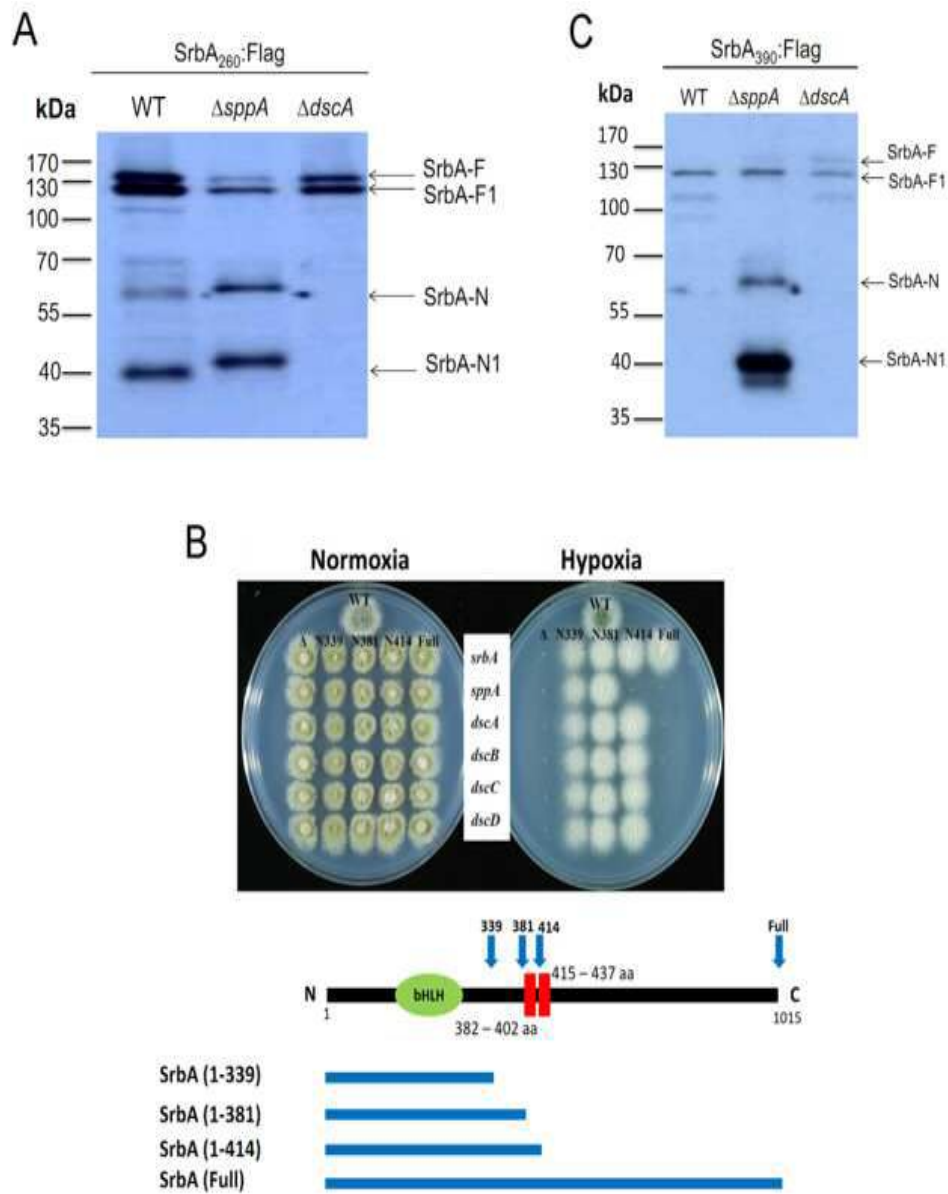 A
SrbA260:Flag
kDa WT ΔsppA ΔdscA
170
130
100
70
55
40
35
SrbA-F
SrbA-F1
SrbA-N
SrbA-N1
C
SrbA390:Flag
kDa WT ΔsppA ΔdscA
170
130
100
70
55
40
35
SrbA-F
SrbA-F1
SrbA-N
SrbA-N1
B
Normoxia Hypoxia
WT
Δ N339 N381 N414 Full
WT
Δ N339 N381 N414 Full
srbA
sppA
dscA
dscB
dscC
dscD
339 381 414 Full
415 – 437 aa
N bHLH C
1 1015
382 – 402 aa
SrbA (1-339)
SrbA (1-381)
SrbA (1-414)
SrbA (Full)